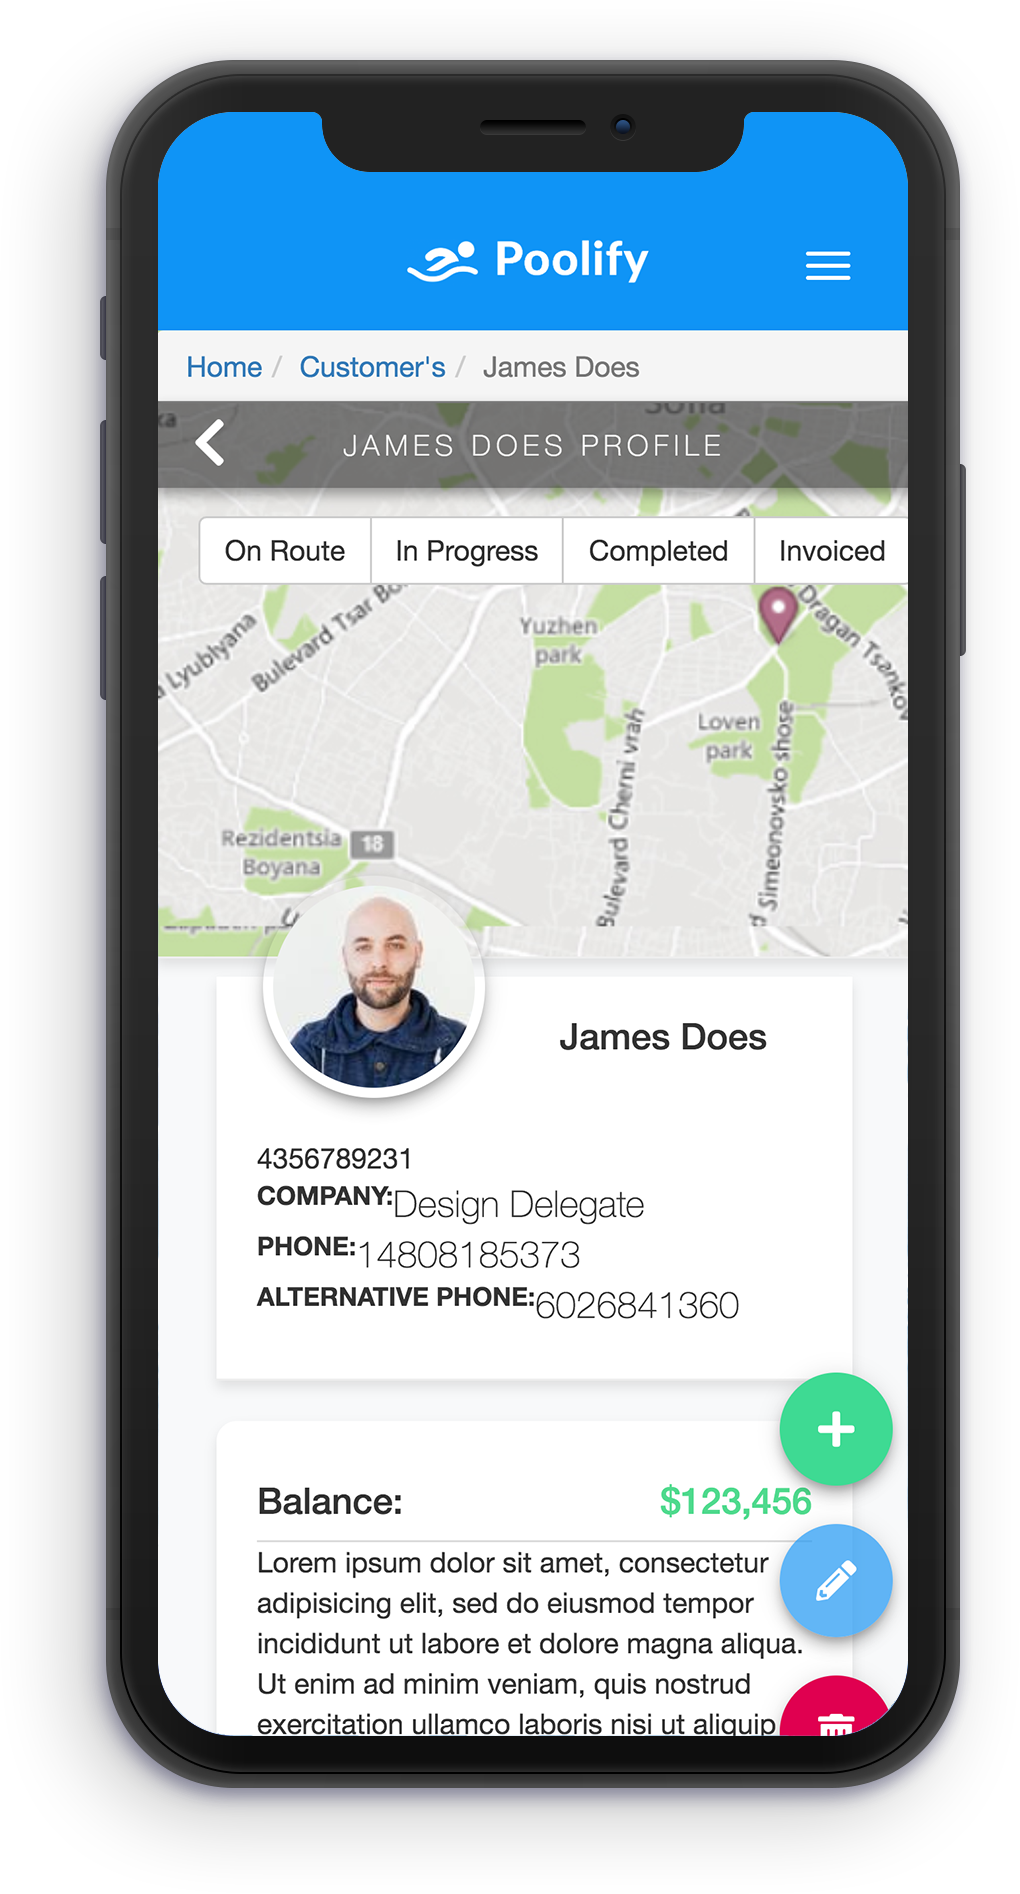 Poolify
Home / Customer's / James Does
Sofia
JAMES DOES PROFILE
On Route In Progress Completed Invoiced
Dragan Tsankov
Bulevard Tsar Bo
Lyublyana
Yuzhen
park
Loven
park
Bulevard Cherni vrah
Simeonovsko shose
Rezidentsia
Boyana
18
James Does
4356789231
COMPANY:Design Delegate
PHONE:14808185373
ALTERNATIVE PHONE:6026841360
Balance: $123,456
Lorem ipsum dolor sit amet, consectetur
adipisicing elit, sed do eiusmod tempor
incididunt ut labore et dolore magna aliqua.
Ut enim ad minim veniam, quis nostrud
exercitation ullamco laboris nisi ut aliquip